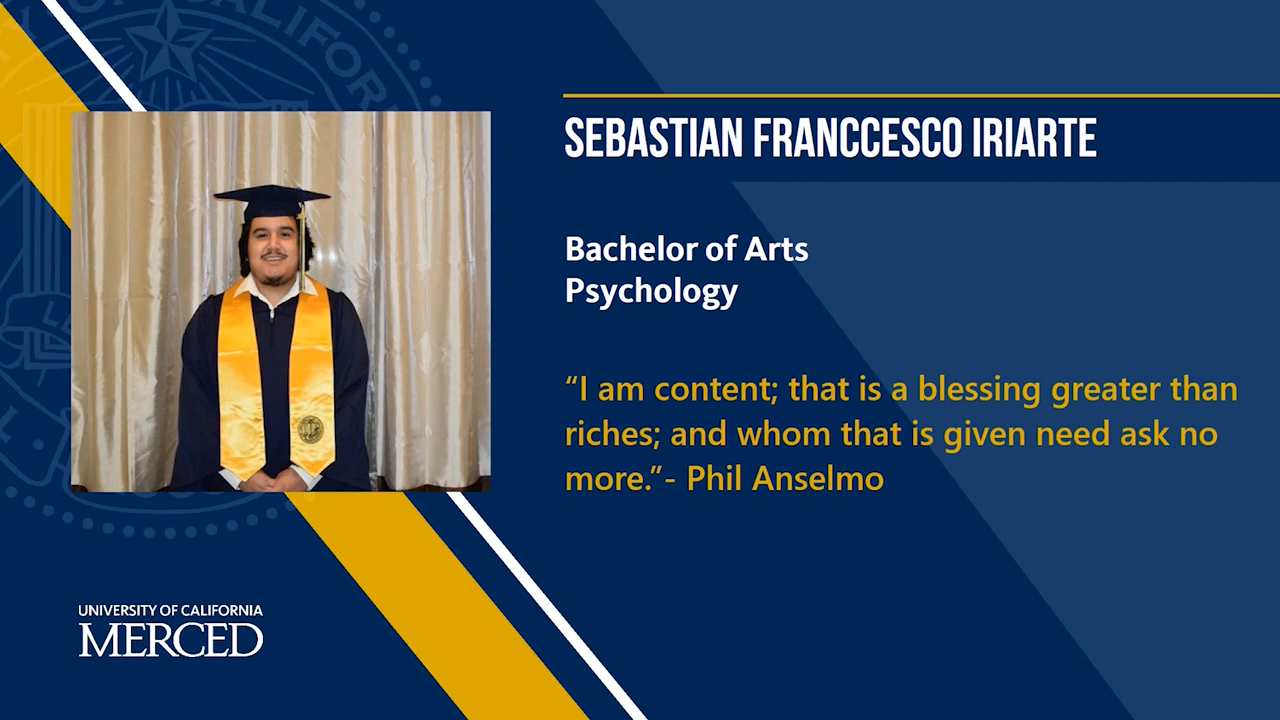 SEBASTIAN FRANCCESCO IRIARTE
Bachelor of Arts
Psychology
“I am content; that is a blessing greater than
riches; and whom that is given need ask no
more.”- Phil Anselmo
UNIVERSITY OF CALIFORNIA
MERCED